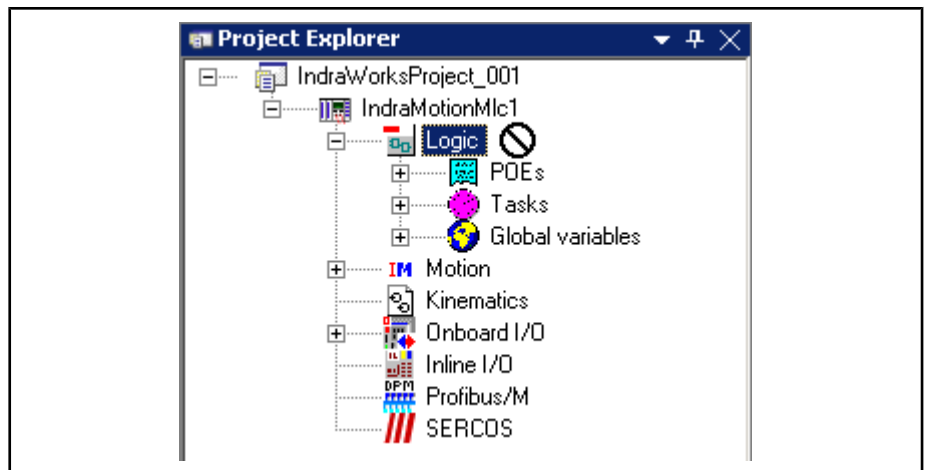 Project Explorer
IndraWorksProject_001
IndraMotionMlc1
Logic
POEs
Tasks
Global variables
IM Motion
Kinematics
Onboard I/O
Inline I/O
DPM
Profibus/M
SERCOS